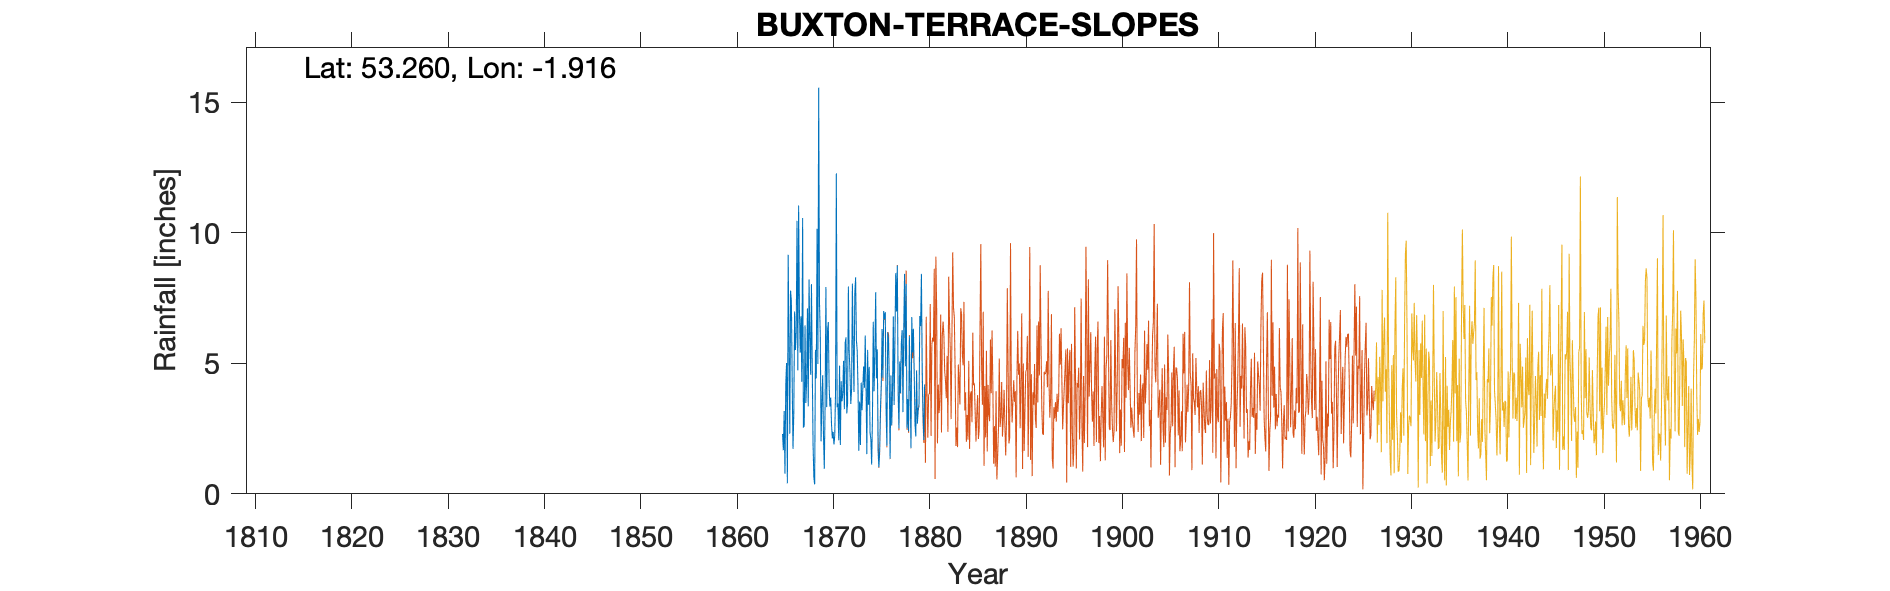 BUXTON-TERRACE-SLOPES
Lat: 53.260, Lon: -1.916
15
10
5
0
Rainfall [inches]
1810 1820 1830 1840 1850 1860 1870 1880 1890 1900 1910 1920 1930 1940 1950 1960
Year